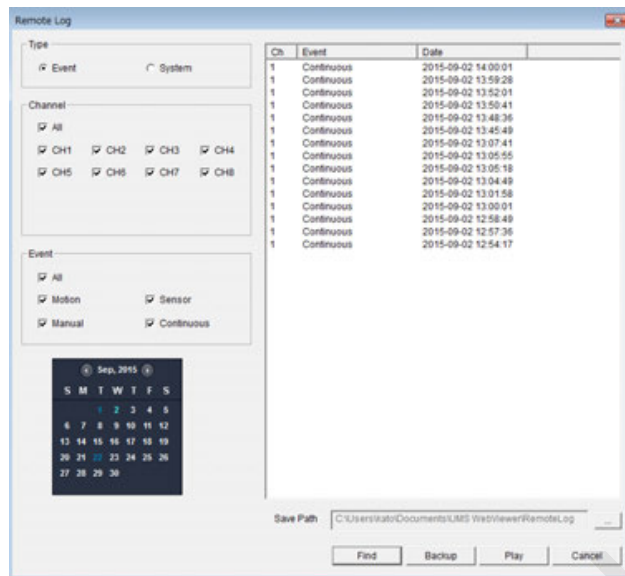 Remote Log
Type
Event System
Channel
All
CH1 CH2 CH3 CH4
CH5 CH6 CH7 CH8
Event
All
Motion Sensor
Manual Continuous
Sep, 2015
S M T W T F S
1 2 3 4 5
6 7 8 9 10 11 12
13 14 15 16 17 18 19
20 21 22 23 24 25 26
27 28 29 30
Ch Event Date
1 Continuous 2015-09-02 14:00:01
1 Continuous 2015-09-02 13:59:28
1 Continuous 2015-09-02 13:52:01
1 Continuous 2015-09-02 13:50:41
1 Continuous 2015-09-02 13:48:36
1 Continuous 2015-09-02 13:45:49
1 Continuous 2015-09-02 13:07:41
1 Continuous 2015-09-02 13:05:55
1 Continuous 2015-09-02 13:05:18
1 Continuous 2015-09-02 13:04:49
1 Continuous 2015-09-02 13:01:58
1 Continuous 2015-09-02 13:00:01
1 Continuous 2015-09-02 12:58:49
1 Continuous 2015-09-02 12:57:36
1 Continuous 2015-09-02 12:54:17
Save Path C:\Users\kato\Documents\UMS WebViewer\RemoteLog ...
Find Backup Play Cancel